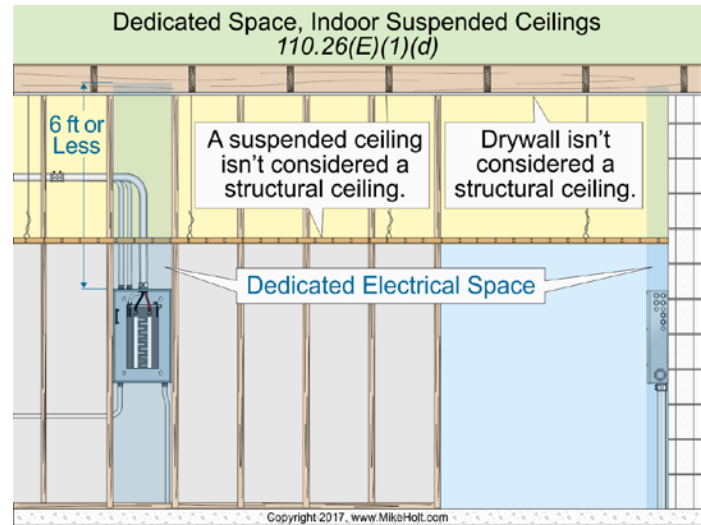 Dedicated Space, Indoor Suspended Ceilings
110.26(E)(1)(d)
6 ft or
Less
A suspended ceiling
isn't considered a
structural ceiling.
Drywall isn't
considered a
structural ceiling.
Dedicated Electrical Space
Copyright 2017, www.MikeHolt.com